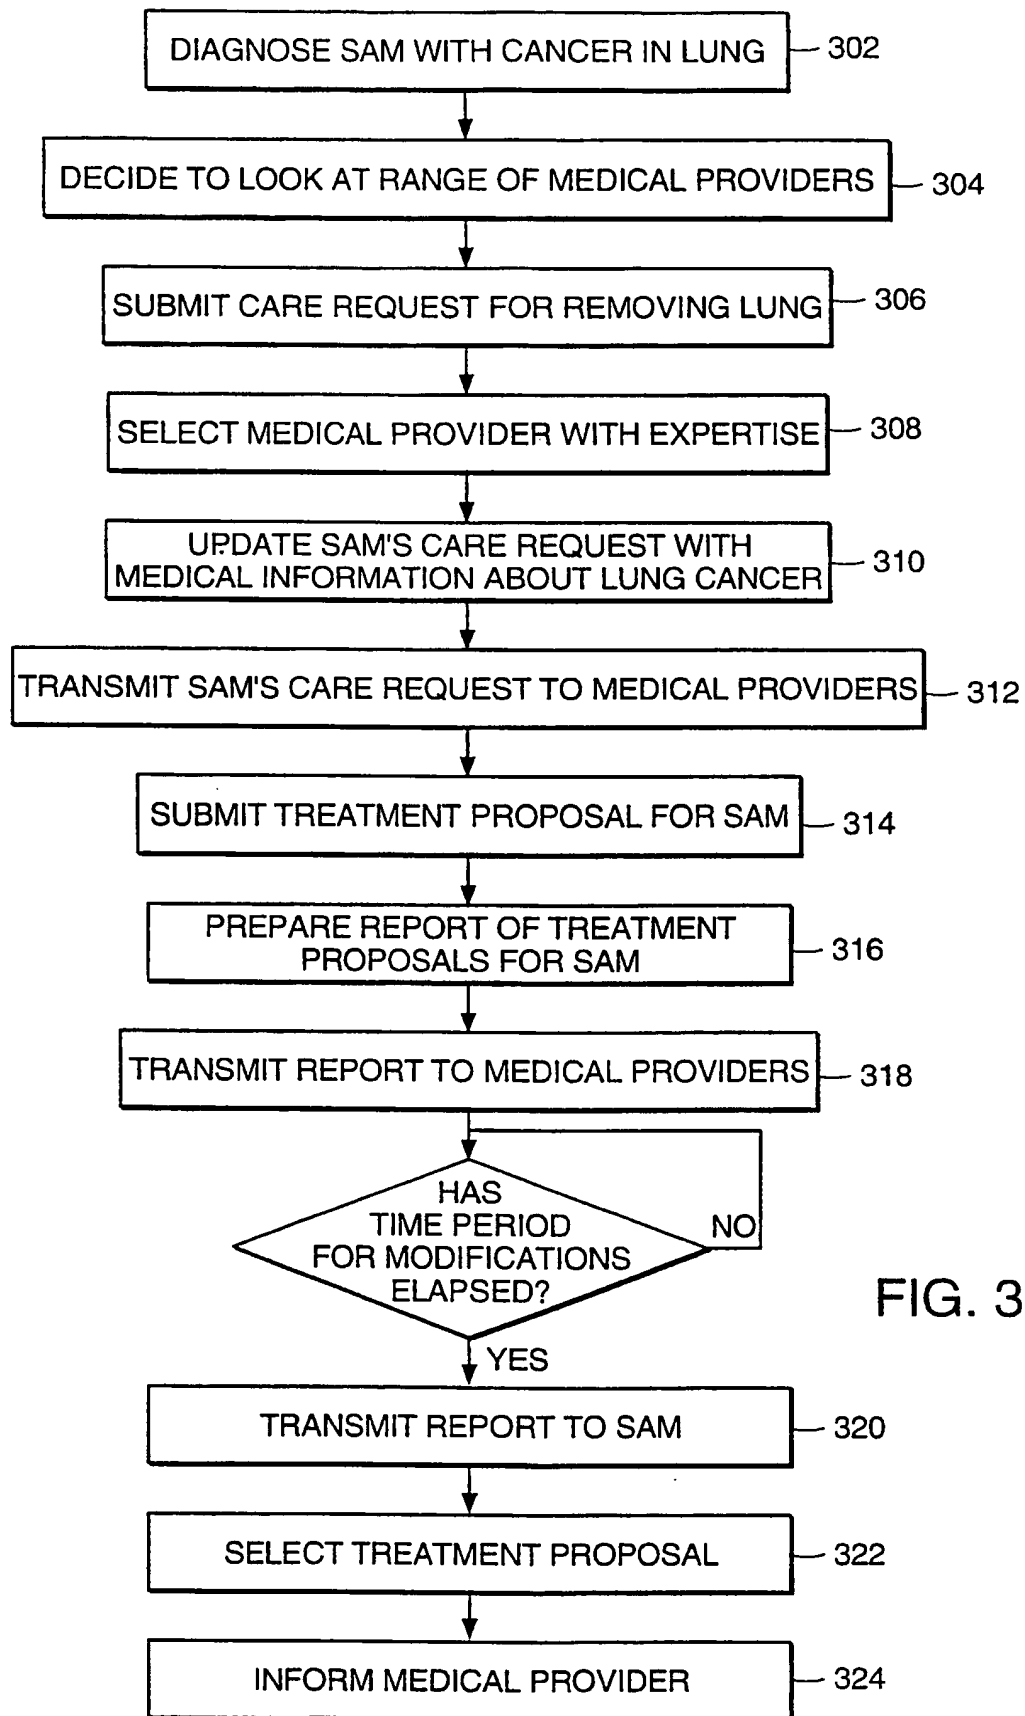 DIAGNOSE SAM WITH CANCER IN LUNG 302
DECIDE TO LOOK AT RANGE OF MEDICAL PROVIDERS 304
SUBMIT CARE REQUEST FOR REMOVING LUNG 306
SELECT MEDICAL PROVIDER WITH EXPERTISE 308
UPDATE SAM'S CARE REQUEST WITH
MEDICAL INFORMATION ABOUT LUNG CANCER 310
TRANSMIT SAM'S CARE REQUEST TO MEDICAL PROVIDERS 312
SUBMIT TREATMENT PROPOSAL FOR SAM 314
PREPARE REPORT OF TREATMENT
PROPOSALS FOR SAM 316
TRANSMIT REPORT TO MEDICAL PROVIDERS 318
HAS
TIME PERIOD
FOR MODIFICATIONS
ELAPSED?
NO
FIG. 3
YES
TRANSMIT REPORT TO SAM 320
SELECT TREATMENT PROPOSAL 322
INFORM MEDICAL PROVIDER 324